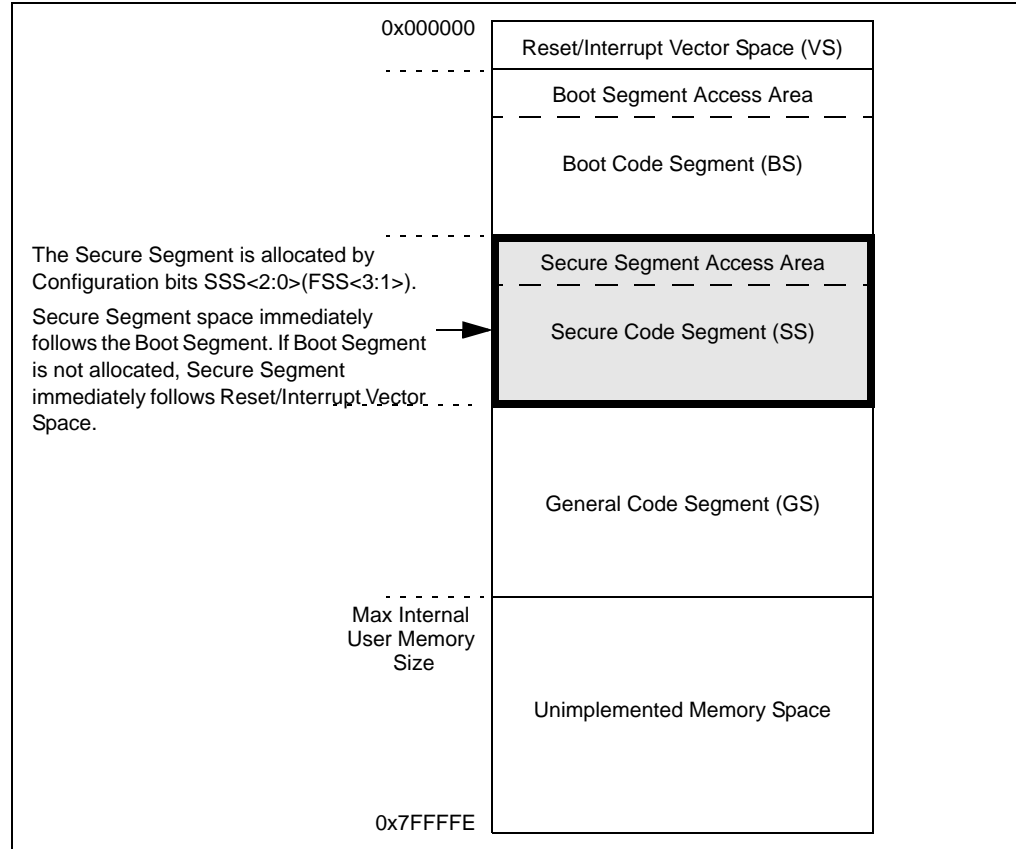 0x000000
Reset/Interrupt Vector Space (VS)
Boot Segment Access Area
Boot Code Segment (BS)
The Secure Segment is allocated by
Configuration bits SSS<2:0>(FSS<3:1>).
Secure Segment space immediately
follows the Boot Segment. If Boot Segment
is not allocated, Secure Segment
immediately follows Reset/Interrupt Vector
Space.
Secure Segment Access Area
Secure Code Segment (SS)
General Code Segment (GS)
Max Internal
User Memory
Size
Unimplemented Memory Space
0x7FFFFE